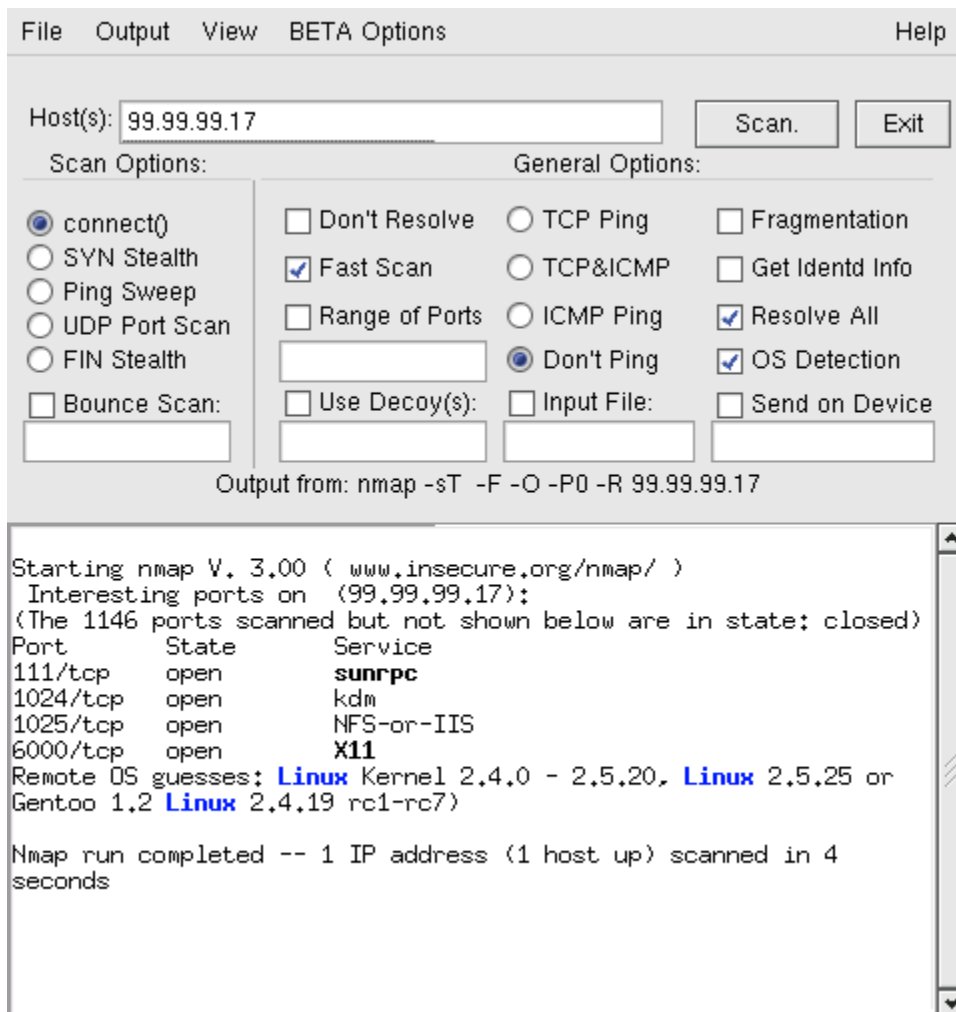 File Output View BETA Options Help
Host(s): 99.99.99.17 Scan. Exit
Scan Options: General Options:
connect() Don't Resolve TCP Ping Fragmentation
SYN Stealth Fast Scan TCP&ICMP Get Identd Info
Ping Sweep Range of Ports ICMP Ping Resolve All
UDP Port Scan Don't Ping OS Detection
FIN Stealth
Bounce Scan: Use Decoy(s): Input File: Send on Device
Output from: nmap -sT -F -O -P0 -R 99.99.99.17
Starting nmap V. 3.00 ( www.insecure.org/nmap/ )
Interesting ports on (99.99.99.17):
(The 1146 ports scanned but not shown below are in state: closed)
Port State Service
111/tcp open sunrpc
1024/tcp open kdm
1025/tcp open NFS-or-IIS
6000/tcp open X11
Remote OS guesses: Linux Kernel 2.4.0 - 2.5.20, Linux 2.5.25 or
Gentoo 1.2 Linux 2.4.19 rc1-rc7)
Nmap run completed -- 1 IP address (1 host up) scanned in 4
seconds